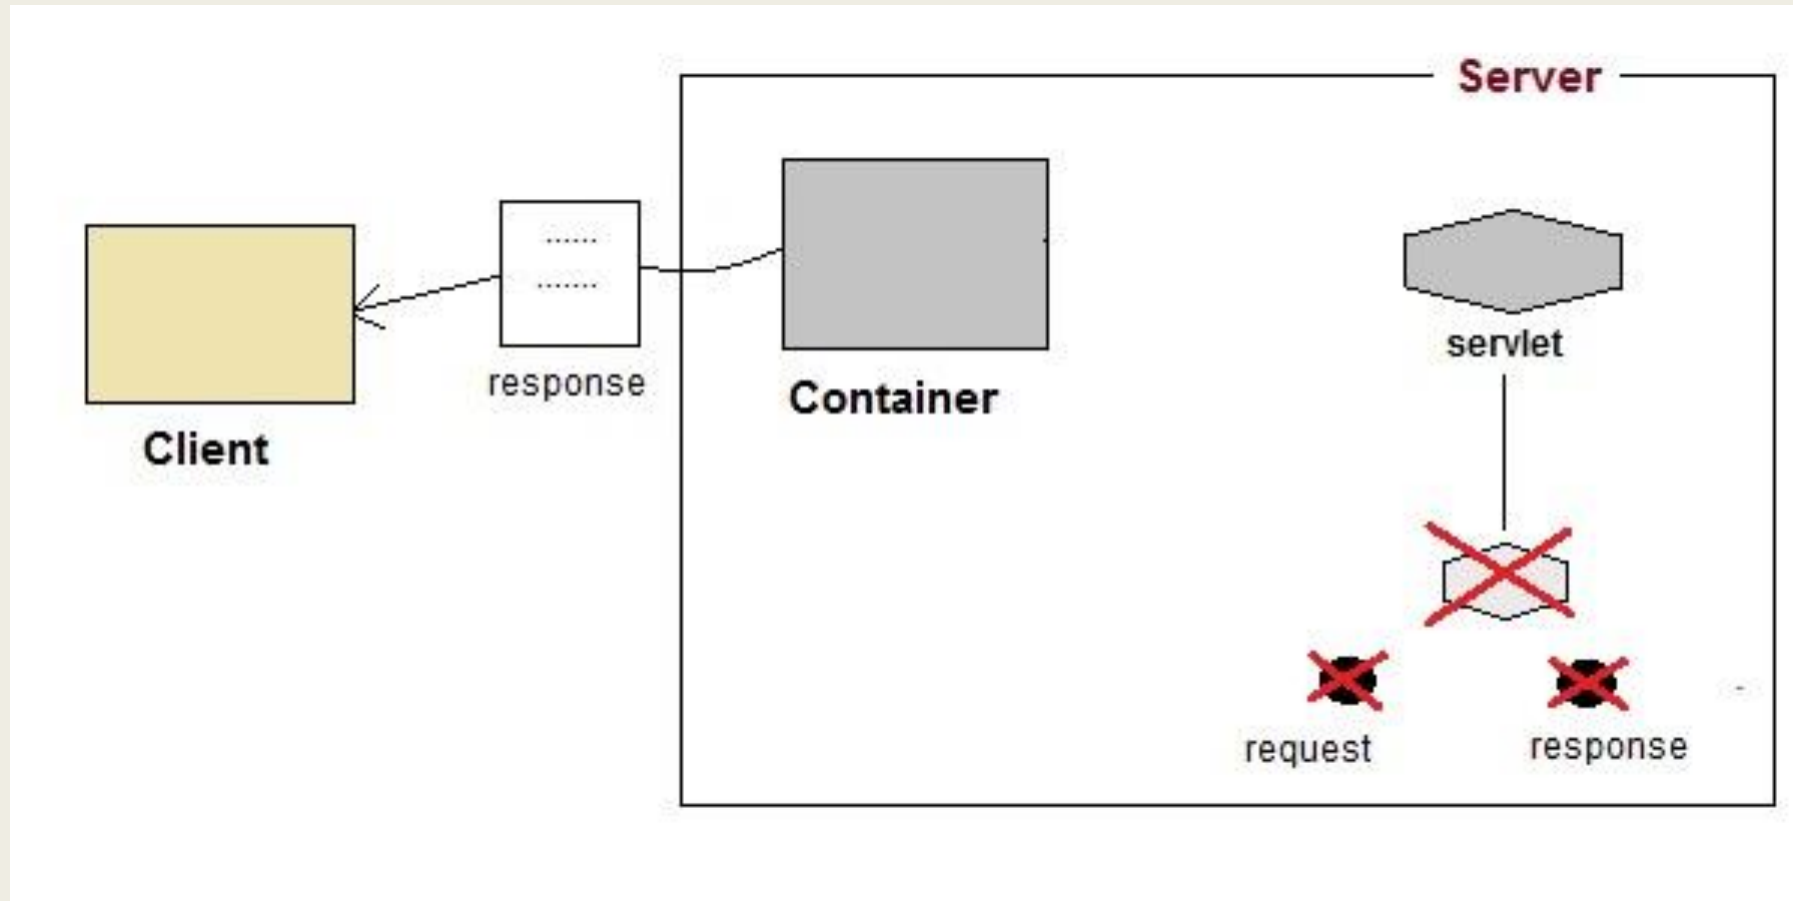 Server
response
Container
Client
servlet
request
response